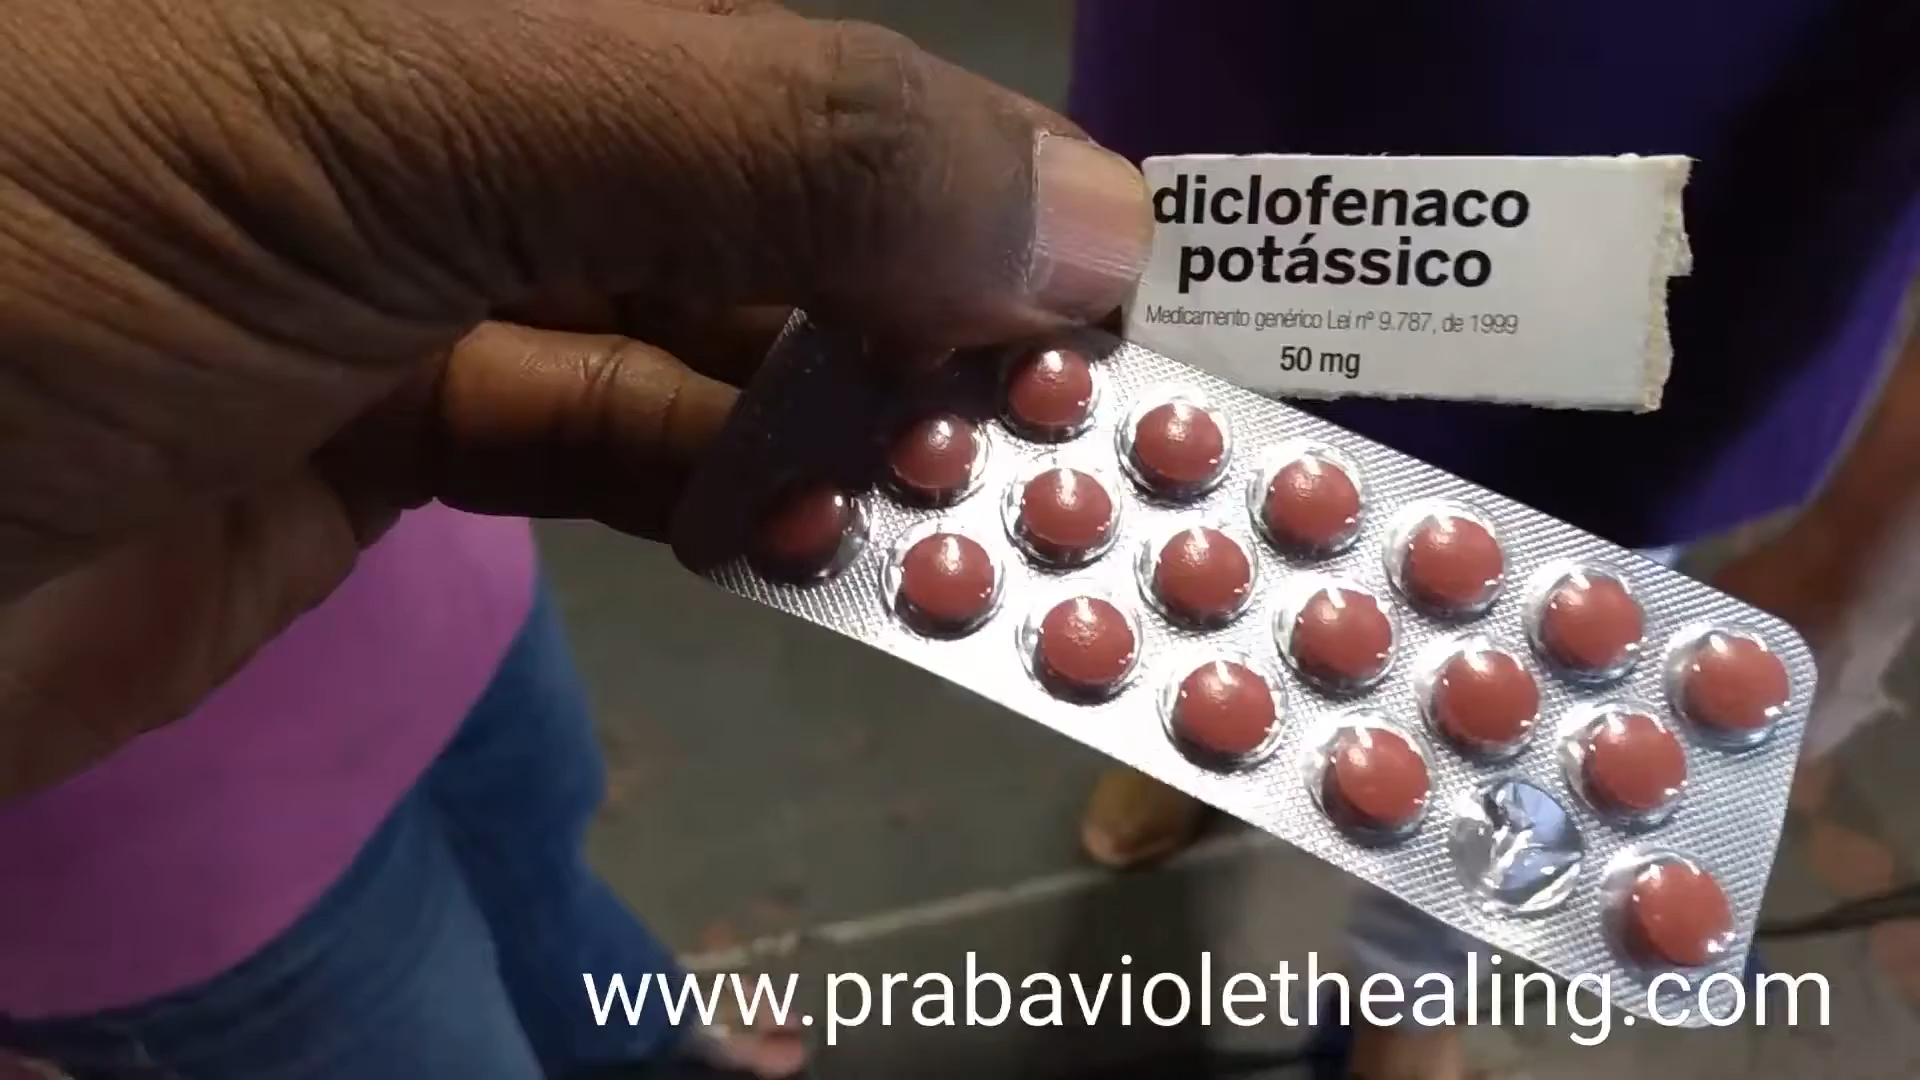 diclofenaco
potássico
Medicamento genérico Lei nº 9.787, de 1999
50 mg
www.prabaviolethealing.com